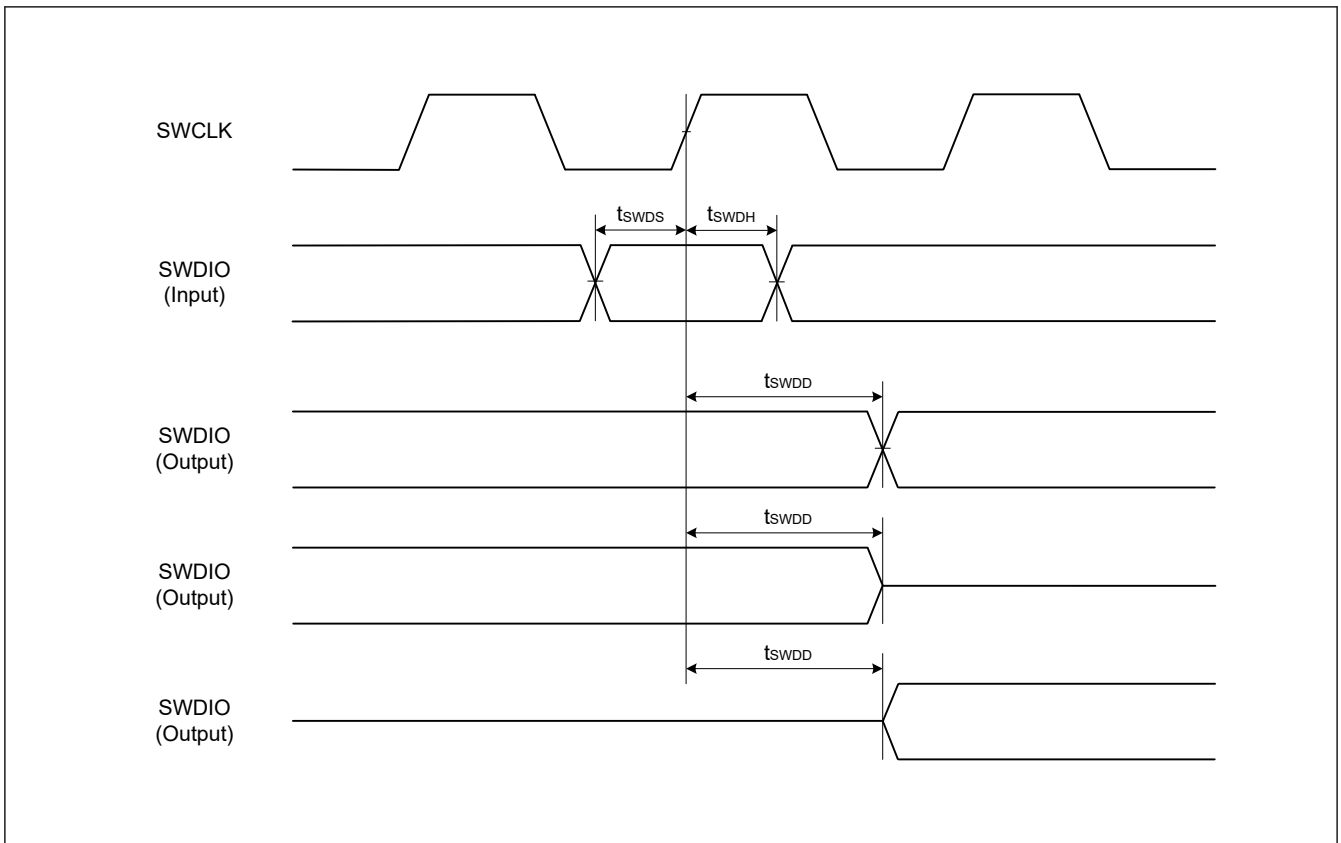 SWCLK
tSWDS
tSWDH
SWDIO
(Input)
tSWDD
SWDIO
(Output)
tSWDD
SWDIO
(Output)
tSWDD
SWDIO
(Output)